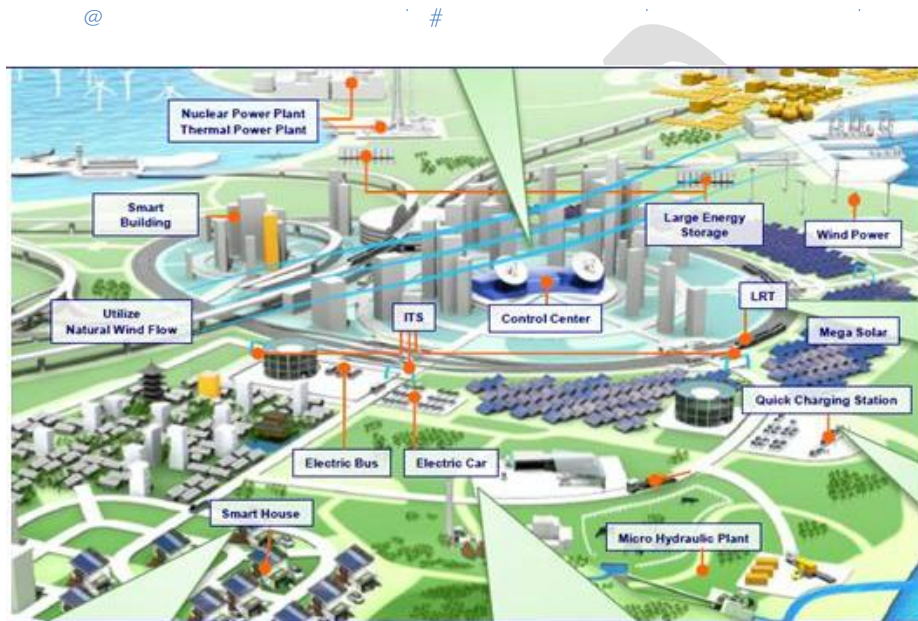 @ #
Nuclear Power Plant
Thermal Power Plant
Smart
Building
Large Energy
Storage
Wind Power
Utilize
Natural Wind Flow
ITS
Control Center
LRT
Mega Solar
Quick Charging Station
Electric Bus
Electric Car
Smart House
Micro Hydraulic Plant